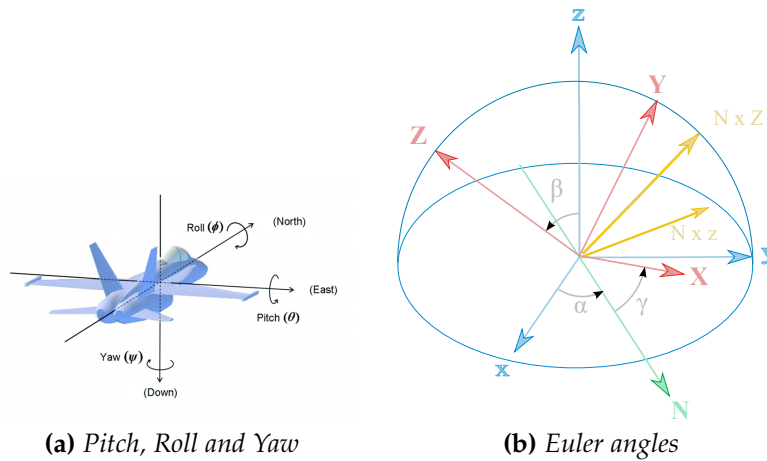 Roll (ϕ)
(North)
(East)
Pitch (θ)
Yaw (ψ)
(Down)
(a) Pitch, Roll and Yaw
z
Y
N x Z
Z
β
N x z
y
X
α
γ
x
N
(b) Euler angles